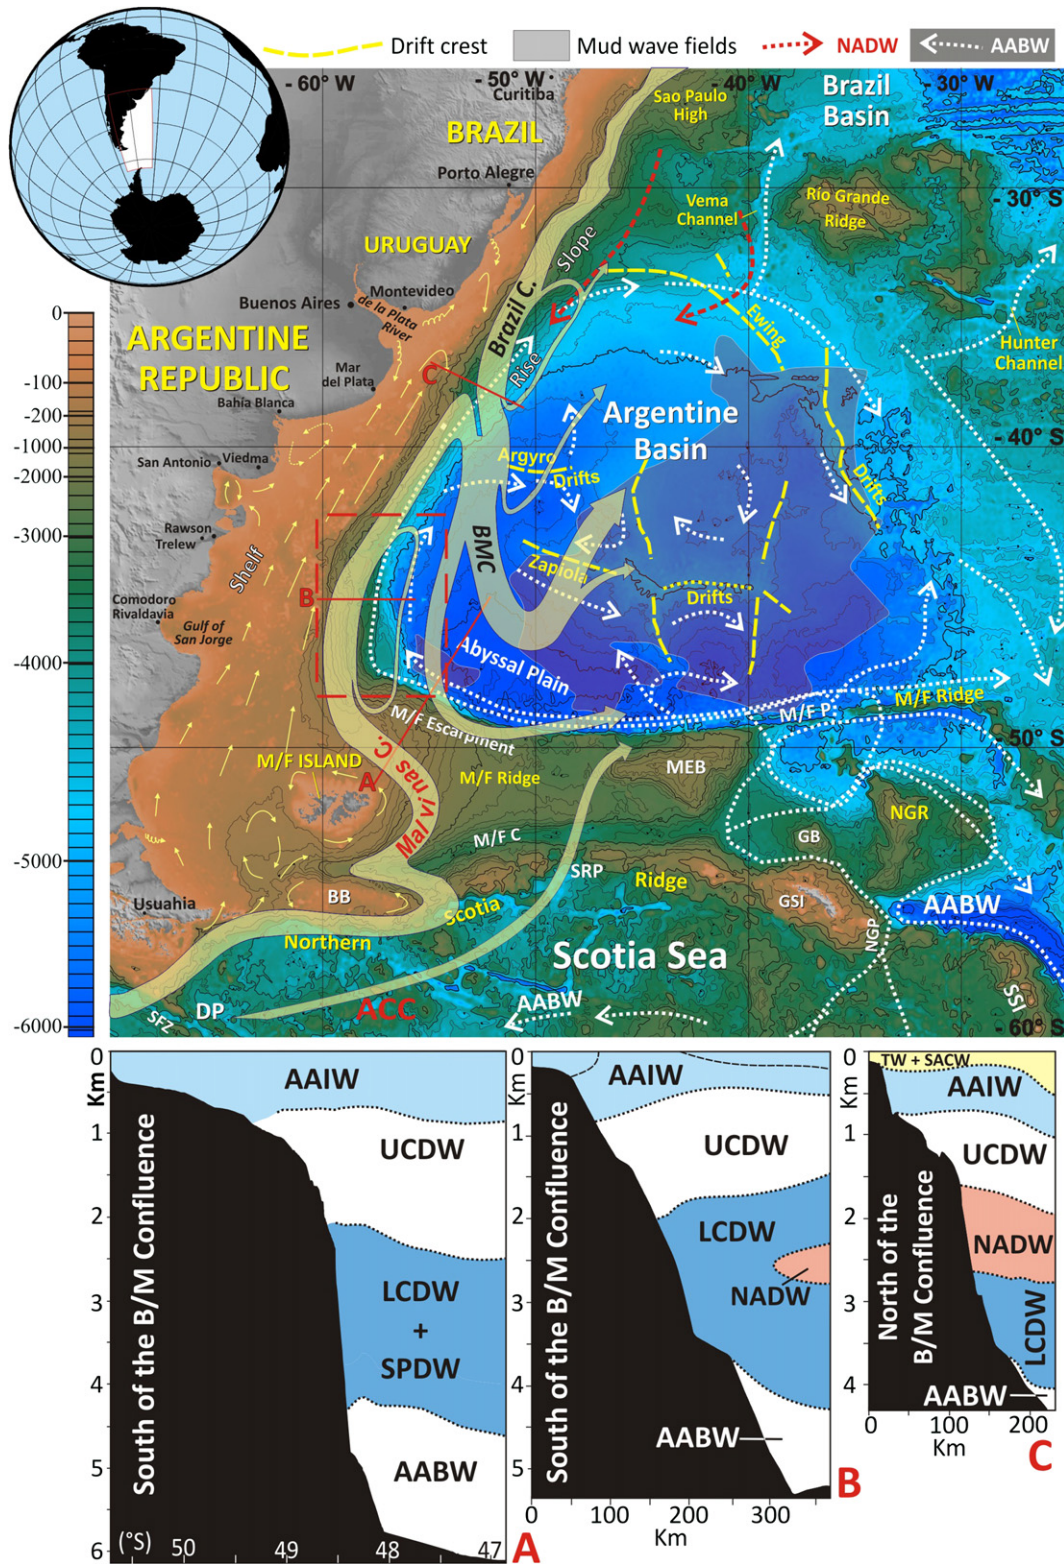 Drift crest
Mud wave fields
NADW
AABW
- 60° W
- 50° W
- 40° W
- 30° W
Curitiba
BRAZIL
Sao Paulo
High
Brazil
Basin
Porto Alegre
Vema
Channel
Río Grande
Ridge
- 30° S
URUGUAY
Slope
Buenos Aires
Montevideo
de la Plata
River
Brazil C.
Ewing
Hunter
Channel
ARGENTINE
REPUBLIC
Mar
del Plata
Bahía Blanca
C
Rise
Argentine
Basin
- 40° S
San Antonio
Viedma
Argyro
Drifts
Drifts
Rawson
Trelew
Shelf
BMC
Zapiola
Drifts
B
Comodoro
Rivaldavia
Gulf of
San Jorge
Abyssal Plain
M/F Escarpment
M/F P.
M/F Ridge
- 50° S
M/F ISLAND
A
Malvinas C.
M/F Ridge
MEB
NGR
GB
M/F C
SRP
Ridge
GSI
BB
Scotia
Usuahia
Northern
NGP
AABW
Scotia Sea
DP
SFZ
ACC
AABW
SSI
- 60° S
0
-100
-200
-1000
-2000
-3000
-4000
-5000
-6000
0
Km
1
2
3
4
5
6
South of the B/M Confluence
AAIW
UCDW
LCDW
+
SPDW
AABW
(°S)
50
49
48
47
A
0
1
2
3
4
5
South of the B/M Confluence
AAIW
UCDW
LCDW
NADW
AABW
0
100
200
300
Km
B
0
Km
1
2
3
4
TW + SACW
AAIW
UCDW
NADW
LCDW
AABW
North of the
B/M Confluence
0
100
200
Km
C